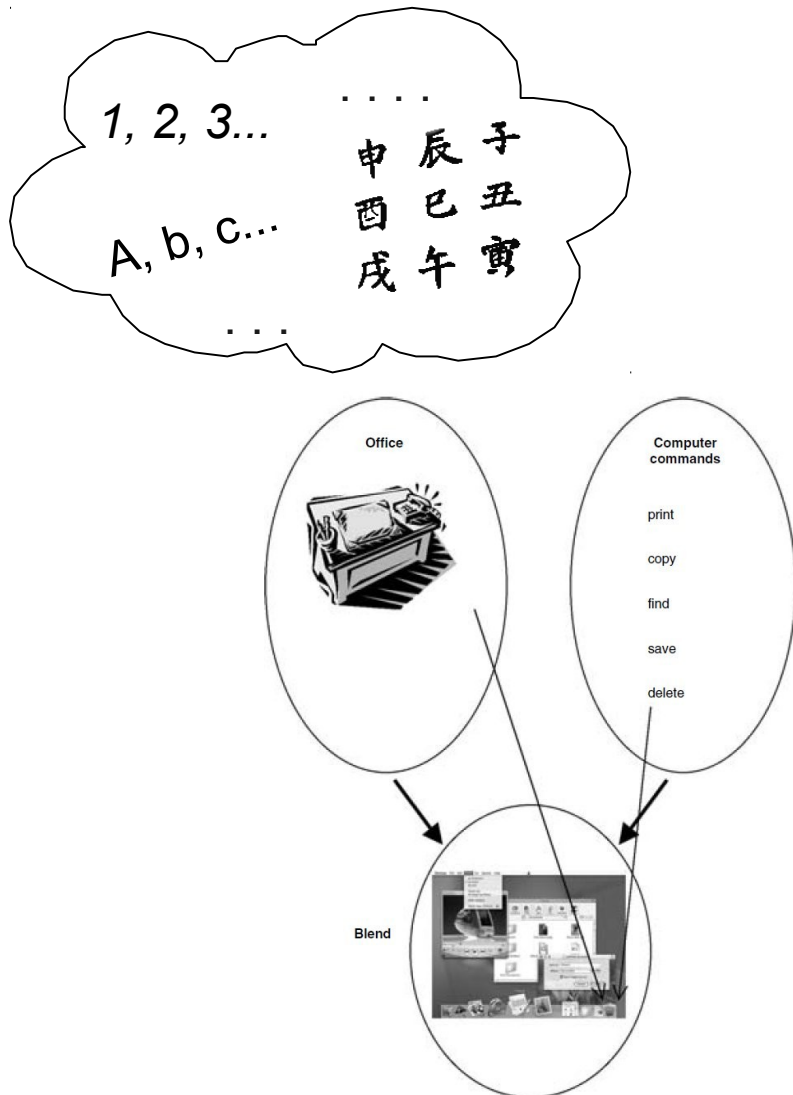 1, 2, 3...
. . . .
申 辰 子
酉 巳 丑
戌 午 寅
A, b, c...
. . .
Office
Computer
commands
print
copy
find
save
delete
Blend